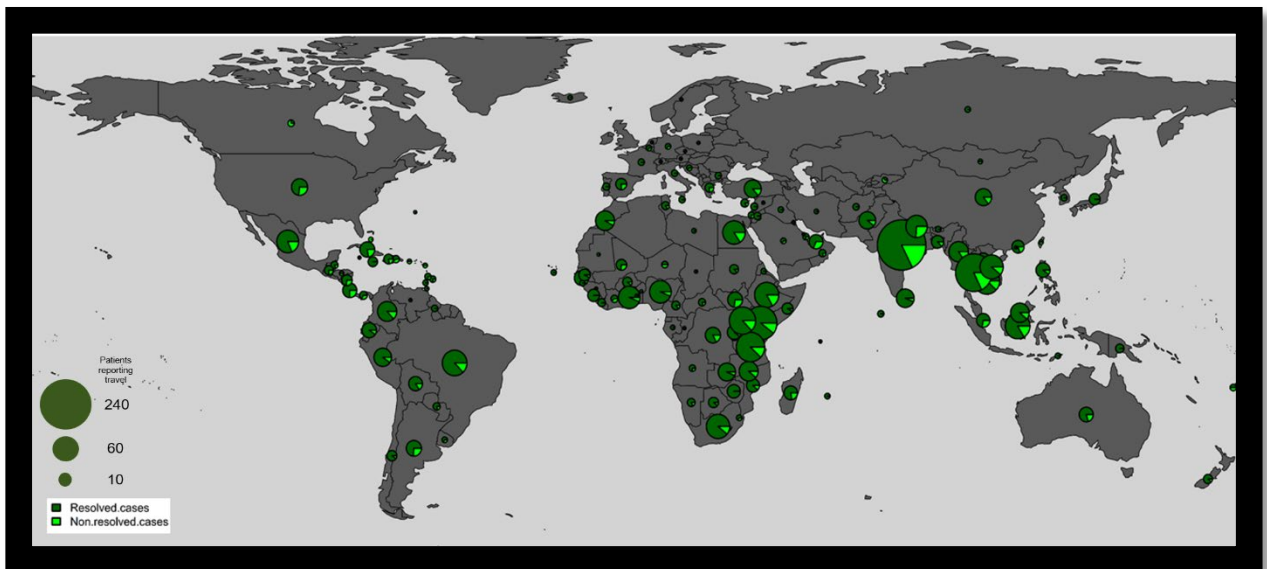 Patients
reporting
travel
240
60
10
Resolved.cases
Non.resolved.cases